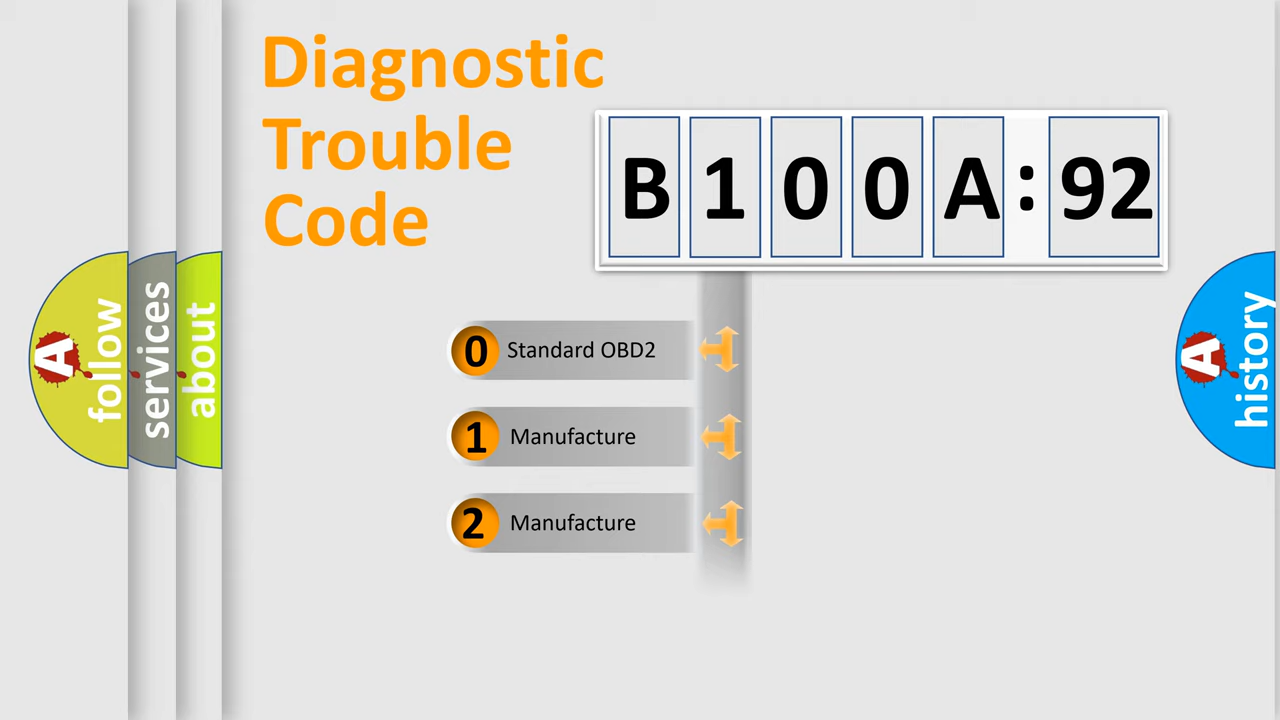 Diagnostic
Trouble
Code
B 1 0 0 A : 92
0 Standard OBD2
1 Manufacture
2 Manufacture
A follow
services
about
A history